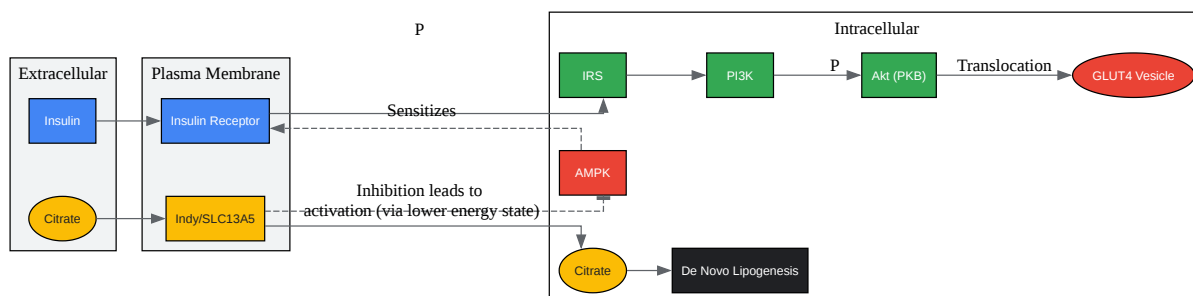 Intracellular
P
Extracellular
Plasma Membrane
IRS
PI3K
P
Akt (PKB)
Translocation
GLUT4 Vesicle
Insulin
Insulin Receptor
Sensitizes
AMPK
Inhibition leads to
activation (via lower energy state)
Citrate
Indy/SLC13A5
Citrate
De Novo Lipogenesis